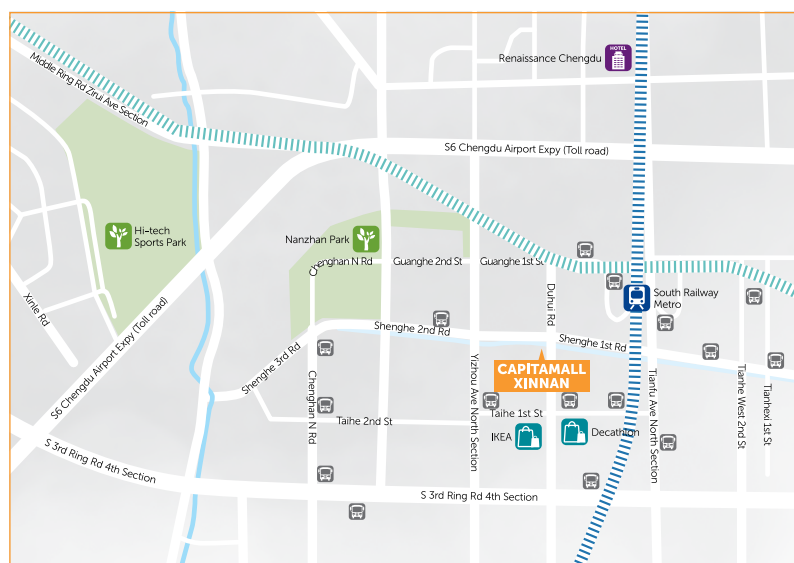 HOTEL
Renaissance Chengdu
Middle Ring Rd Zirui Ave Section
S6 Chengdu Airport Expy (Toll road)
Hi-tech
Sports Park
Nanzhan Park
Chenghan N Rd
Guanghe 2nd St
Guanghe 1st St
South Railway
Metro
Xinle Rd
Duhui Rd
S6 Chengdu Airport Expy (Toll road)
Shenghe 2nd Rd
Shenghe 1st Rd
Shenghe 3rd Rd
CAPITAMALL
XINNAN
Chenghan N Rd
Yizhou Ave North Section
Tianfu Ave North Section
Tianhe West 2nd St
Tianhexi 1st St
Taihe 1st St
Taihe 2nd St
IKEA
Decathlon
S 3rd Ring Rd 4th Section
S 3rd Ring Rd 4th Section